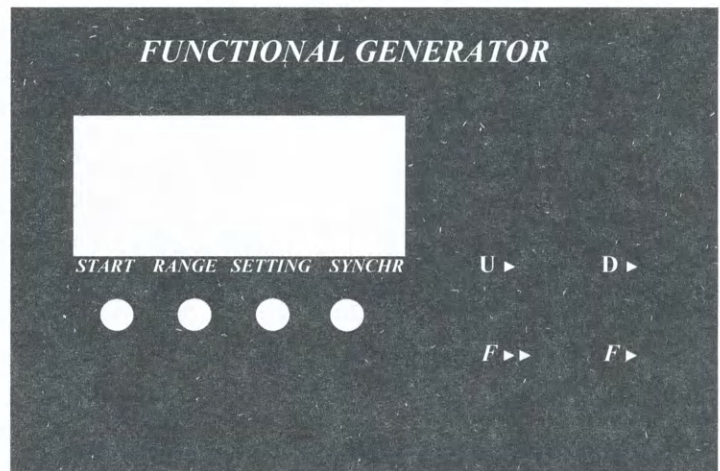 FUNCTIONAL GENERATOR
START RANGE SETTING SYNCHR
U ► D ►
F ►► F ►